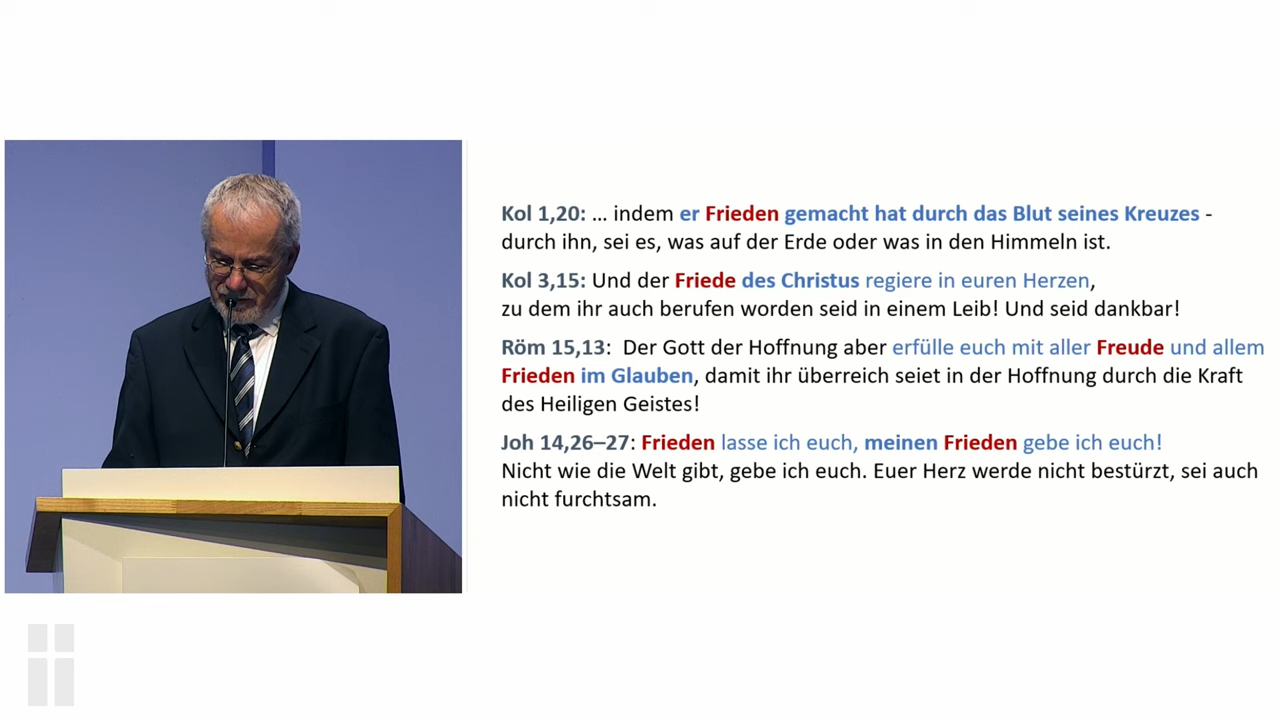 Kol 1,20: … indem er Frieden gemacht hat durch das Blut seines Kreuzes -
durch ihn, sei es, was auf der Erde oder was in den Himmeln ist.
Kol 3,15: Und der Friede des Christus regiere in euren Herzen,
zu dem ihr auch berufen worden seid in einem Leib! Und seid dankbar!
Röm 15,13: Der Gott der Hoffnung aber erfülle euch mit aller Freude und allem
Frieden im Glauben, damit ihr überreich seiet in der Hoffnung durch die Kraft
des Heiligen Geistes!
Joh 14,26–27: Frieden lasse ich euch, meinen Frieden gebe ich euch!
Nicht wie die Welt gibt, gebe ich euch. Euer Herz werde nicht bestürzt, sei auch
nicht furchtsam.